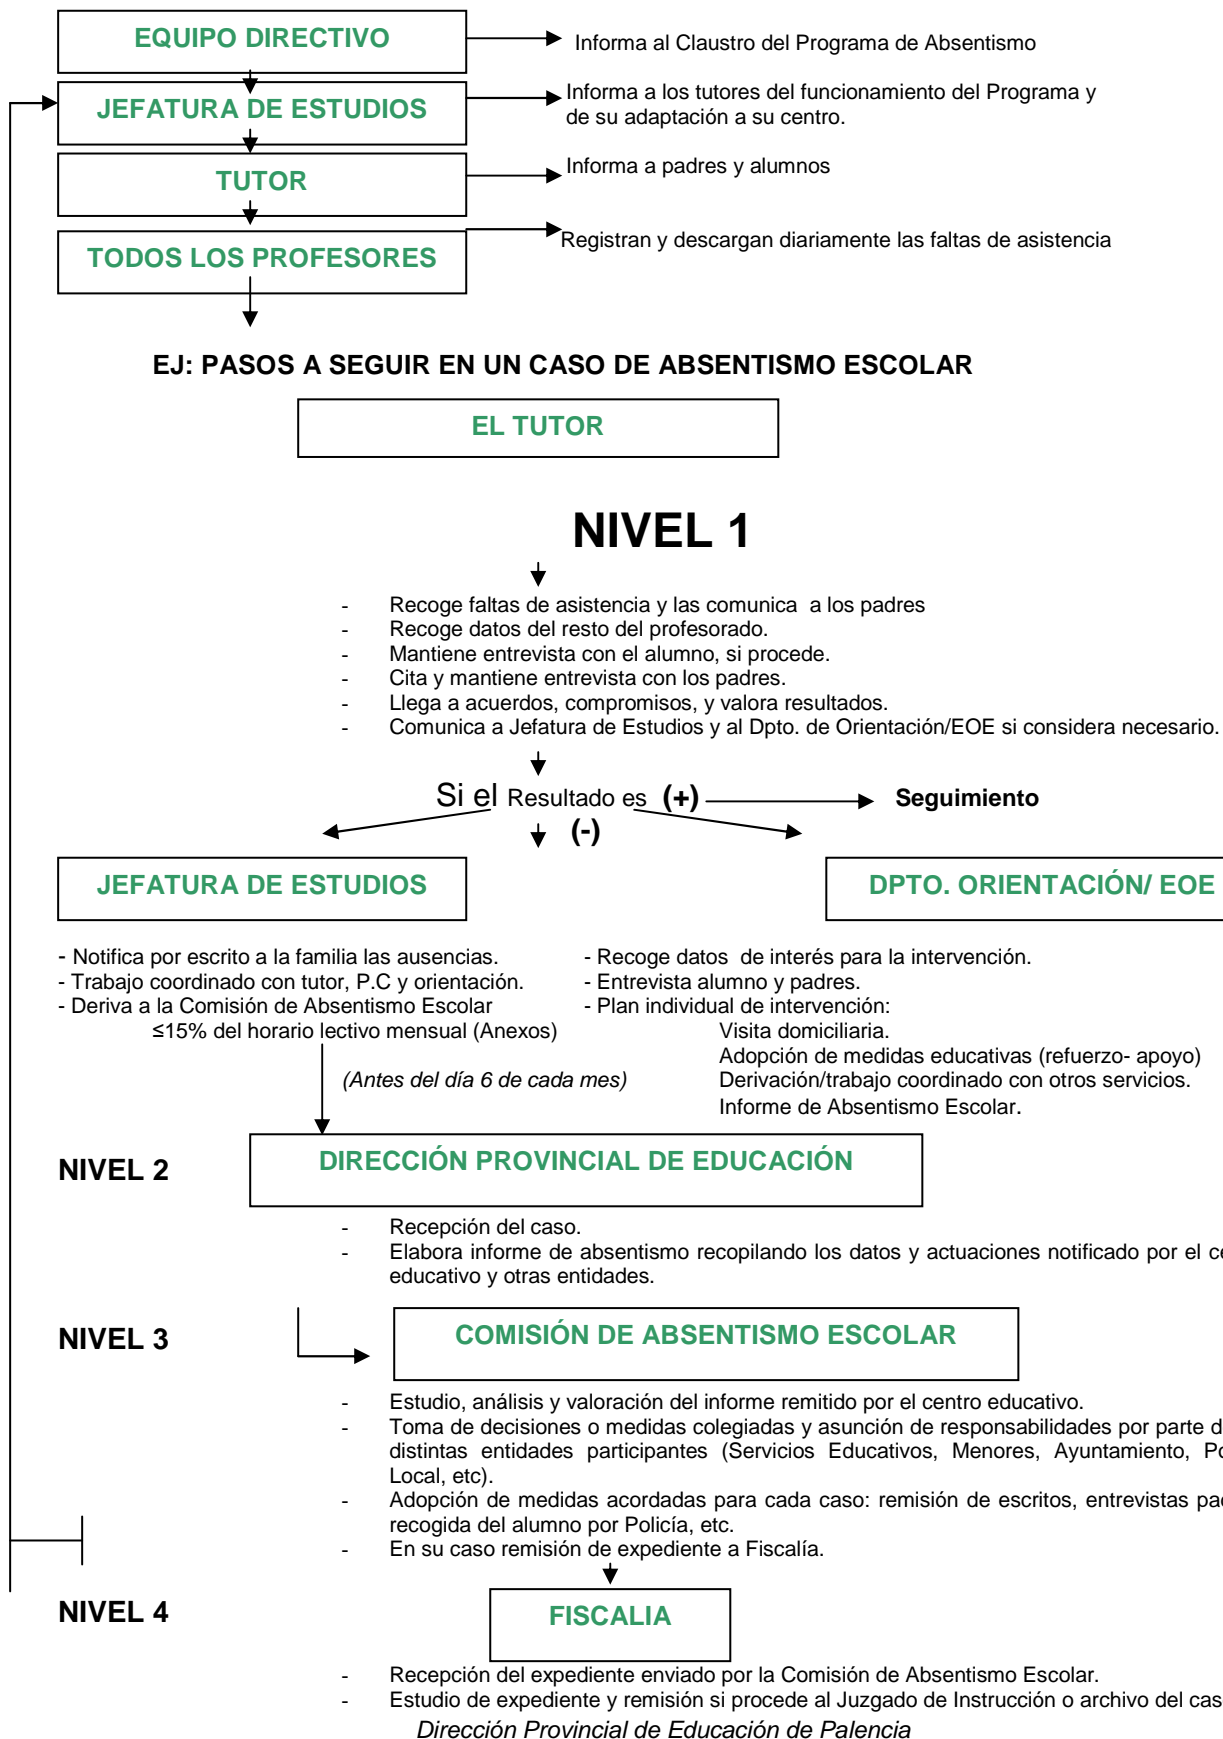 EQUIPO DIRECTIVO
Informa al Claustro del Programa de Absentismo
JEFATURA DE ESTUDIOS
Informa a los tutores del funcionamiento del Programa y
de su adaptación a su centro.
TUTOR
Informa a padres y alumnos
TODOS LOS PROFESORES
Registran y descargan diariamente las faltas de asistencia
EJ: PASOS A SEGUIR EN UN CASO DE ABSENTISMO ESCOLAR
EL TUTOR
NIVEL 1
- Recoge faltas de asistencia y las comunica a los padres
- Recoge datos del resto del profesorado.
- Mantiene entrevista con el alumno, si procede.
- Cita y mantiene entrevista con los padres.
- Llega a acuerdos, compromisos, y valora resultados.
- Comunica a Jefatura de Estudios y al Dpto. de Orientación/EOE si considera necesario.
Si el Resultado es (+) Seguimiento
(-)
JEFATURA DE ESTUDIOS
- Notifica por escrito a la familia las ausencias.
- Trabajo coordinado con tutor, P.C y orientación.
- Deriva a la Comisión de Absentismo Escolar
≤15% del horario lectivo mensual (Anexos)
(Antes del día 6 de cada mes)
DPTO. ORIENTACIÓN/ EOE
- Recoge datos de interés para la intervención.
- Entrevista alumno y padres.
- Plan individual de intervención:
Visita domiciliaria.
Adopción de medidas educativas (refuerzo- apoyo)
Derivación/trabajo coordinado con otros servicios.
Informe de Absentismo Escolar.
NIVEL 2
DIRECCIÓN PROVINCIAL DE EDUCACIÓN
- Recepción del caso.
- Elabora informe de absentismo recopilando los datos y actuaciones notificado por el
educativo y otras entidades.
NIVEL 3
COMISIÓN DE ABSENTISMO ESCOLAR
- Estudio, análisis y valoración del informe remitido por el centro educativo.
- Toma de decisiones o medidas colegiadas y asunción de responsabilidades por parte
distintas entidades participantes (Servicios Educativos, Menores, Ayuntamiento,
Local, etc).
- Adopción de medidas acordadas para cada caso: remisión de escritos, entrevistas
recogida del alumno por Policía, etc.
- En su caso remisión de expediente a Fiscalía.
NIVEL 4
FISCALIA
- Recepción del expediente enviado por la Comisión de Absentismo Escolar.
- Estudio de expediente y remisión si procede al Juzgado de Instrucción o archivo del
Dirección Provincial de Educación de Palencia